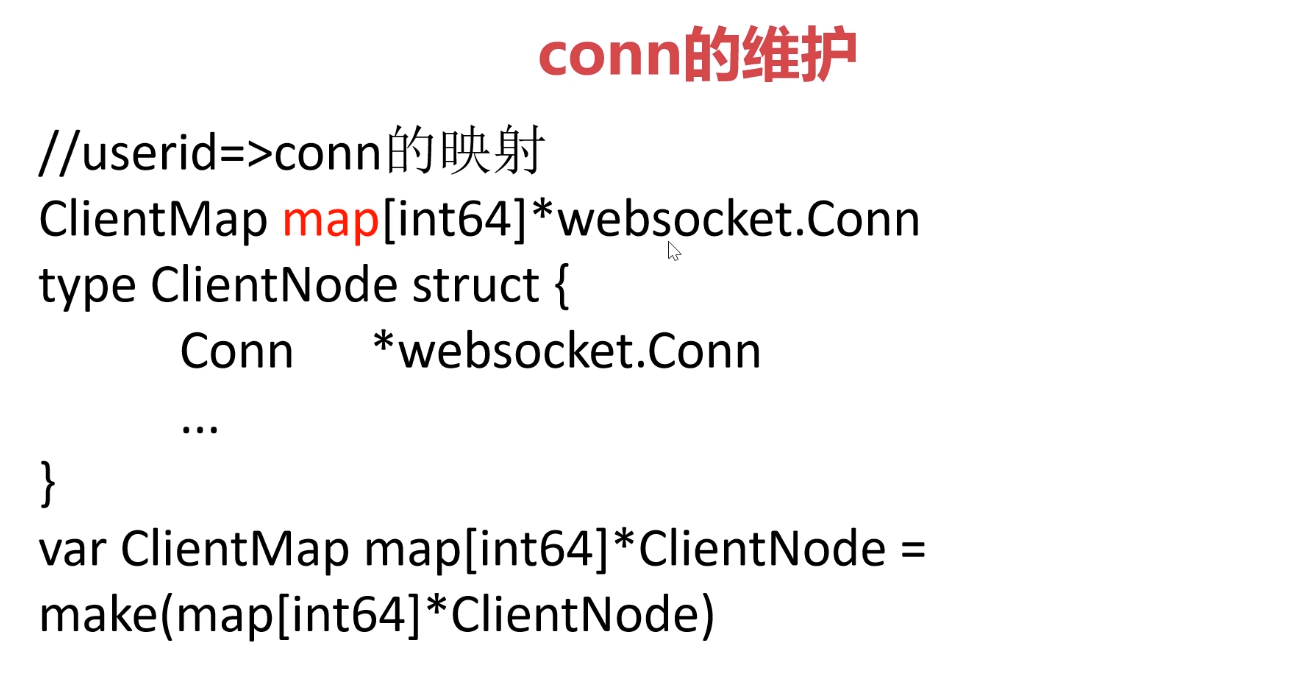 conn的维护
//userid=>conn的映射
ClientMap map[int64]*websocket.Conn
type ClientNode struct {
Conn *websocket.Conn
...
}
var ClientMap map[int64]*ClientNode =
make(map[int64]*ClientNode)